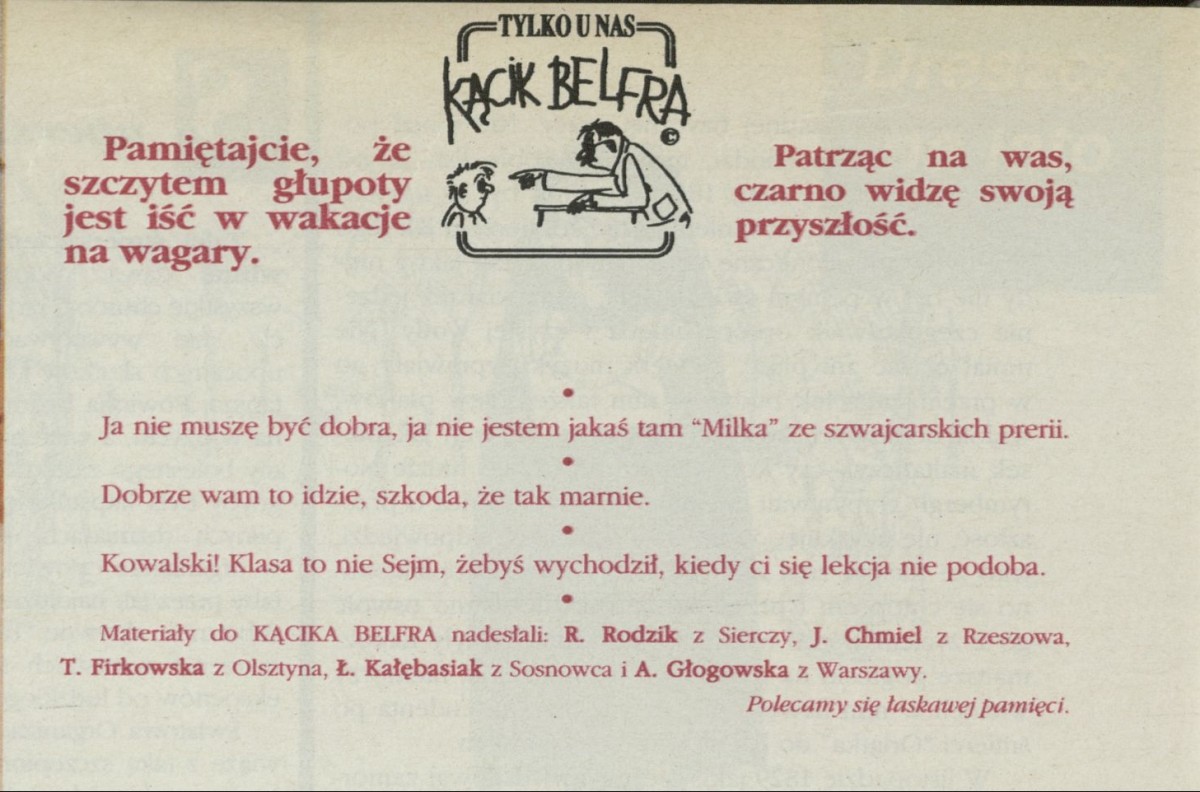 TYLKO U NAS
KĄCIK BELFRA
©
Pamiętajcie, że
szczytem głupoty
jest iść w wakacje
na wagary.
Patrząc na was,
czarno widzę swoją
przyszłość.
•
Ja nie muszę być dobra, ja nie jestem jakaś tam “Milka” ze szwajcarskich prerii.
•
Dobrze wam to idzie, szkoda, że tak marnie.
•
Kowalski! Klasa to nie Sejm, żebyś wychodził, kiedy ci się lekcja nie podoba.
•
Materiały do KĄCIKA BELFRA nadesłali: R. Rodzik z Sierczy, J. Chmiel z Rzeszowa,
T. Firkowska z Olsztyna, Ł. Kałębasiak z Sosnowca i A. Głogowska z Warszawy.
Polecamy się łaskawej pamięci.